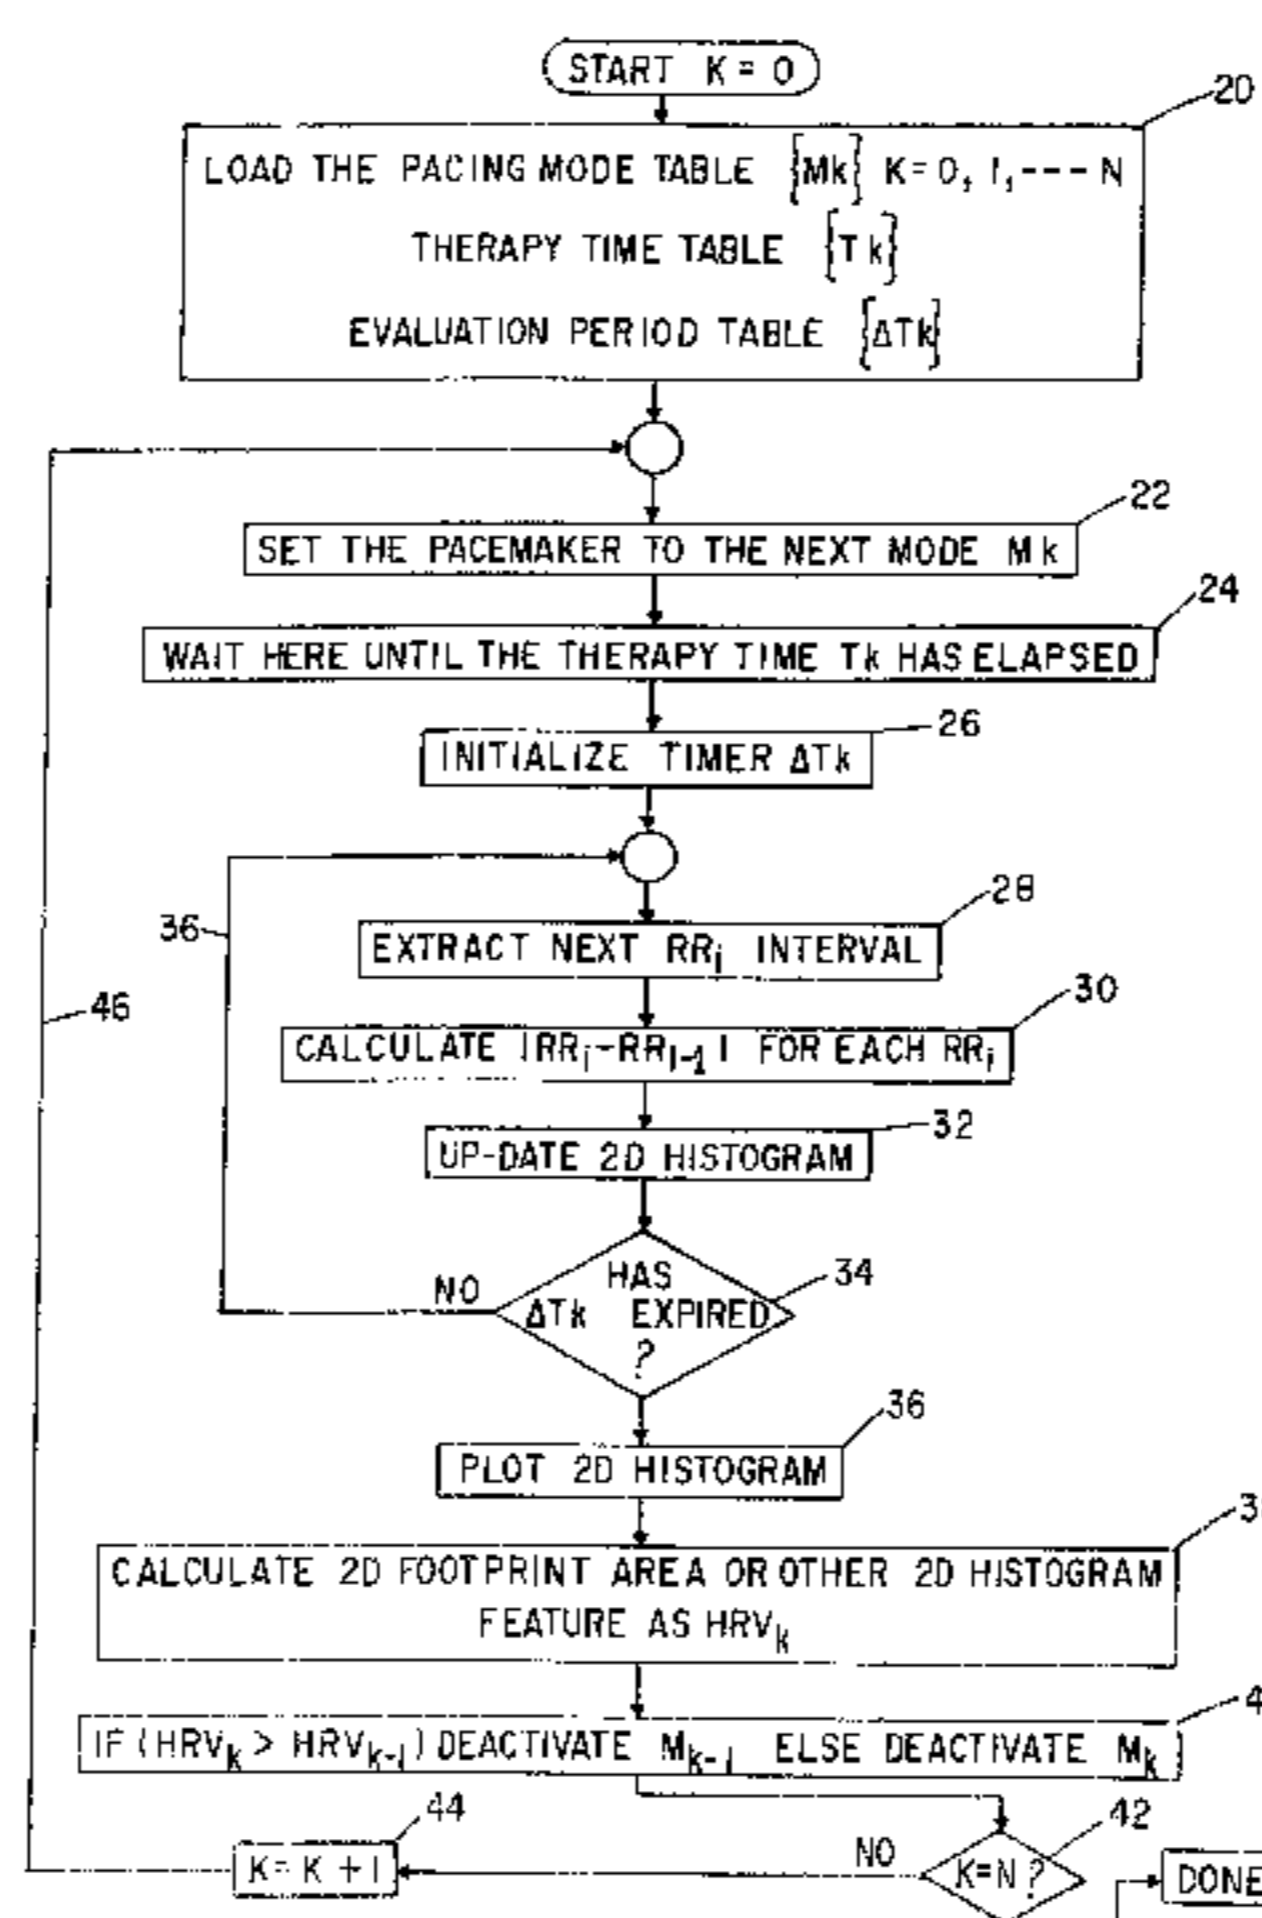 START K = 0
20
LOAD THE PACING MODE TABLE {Mk} K=0, 1,--- N
THERAPY TIME TABLE {Tk}
EVALUATION PERIOD TABLE {ΔTk}
22
SET THE PACEMAKER TO THE NEXT MODE Mk
24
WAIT HERE UNTIL THE THERAPY TIME Tk HAS ELAPSED
26
INITIALIZE TIMER ΔTk
28
36
EXTRACT NEXT RRi INTERVAL
30
46
CALCULATE |RRi-RRi-1| FOR EACH RRi
32
UP-DATE 2D HISTOGRAM
34
NO
HAS
ΔTk EXPIRED
?
36
PLOT 2D HISTOGRAM
CALCULATE 2D FOOTPRINT AREA OR OTHER 2D HISTOGRAM
FEATURE AS HRVk
IF (HRVk > HRVk-1) DEACTIVATE Mk-1 ELSE DEACTIVATE Mk
44
42
K=K+1
NO
K=N?
DONE